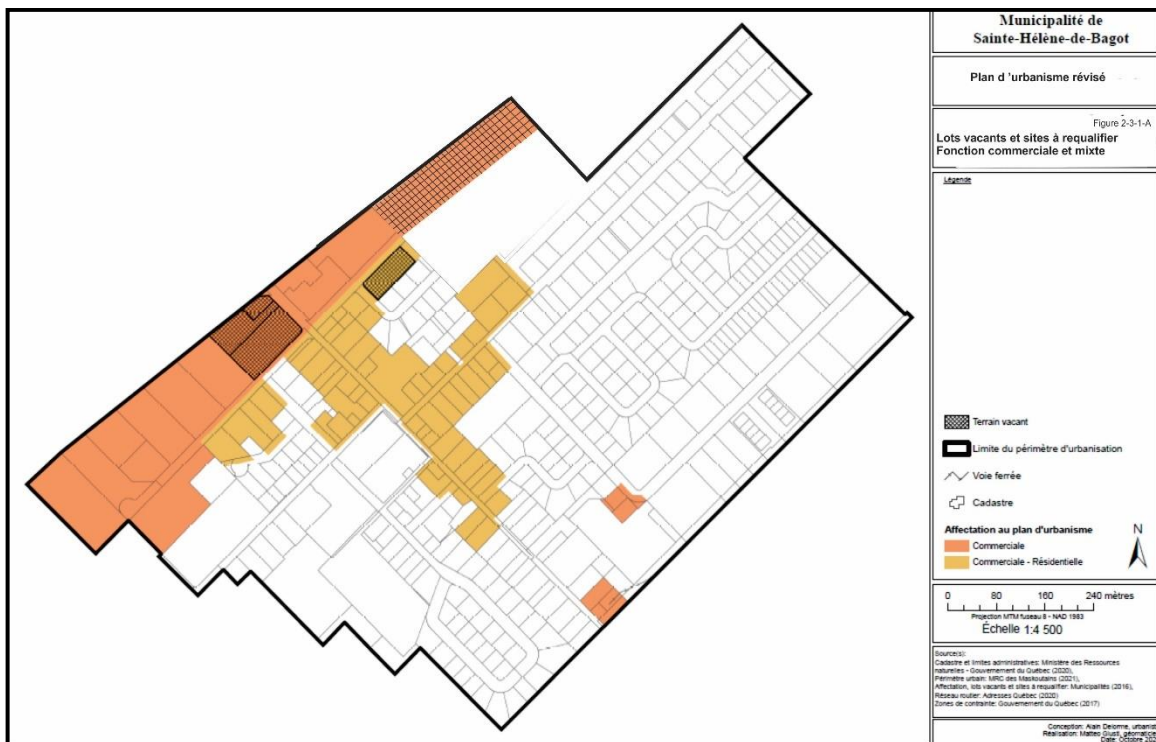 Municipalité de
Sainte-Hélène-de-Bagot
Plan d 'urbanisme révisé
Figure 2-3-1-A
Lots vacants et sites à requalifier
Fonction commerciale et mixte
Légende
Terrain vacant
Limite du périmètre d'urbanisation
Voie ferrée
Cadastre
Affectation au plan d'urbanisme
N
Commerciale
Commerciale - Résidentielle
0 80 160 240 mètres
Projection MTM fuseau 8 - NAD 1983
Échelle 1:4 500
Source(s):
Cadastre et limites administratives: Ministère des Ressources
naturelles - Gouvernement du Québec (2020),
Périmètre urbain: MRC des Maskoutains (2021),
Affectation, lots vacants et sites à requalifier: Municipalités (2016),
Réseau routier: Adresses Québec (2020)
Zones de contrainte: Gouvernement du Québec (2017)
Conception: Alain Delorme, urbanist
Réalisation: Matteo Giusti, géomaticie
Date: Octobre 202